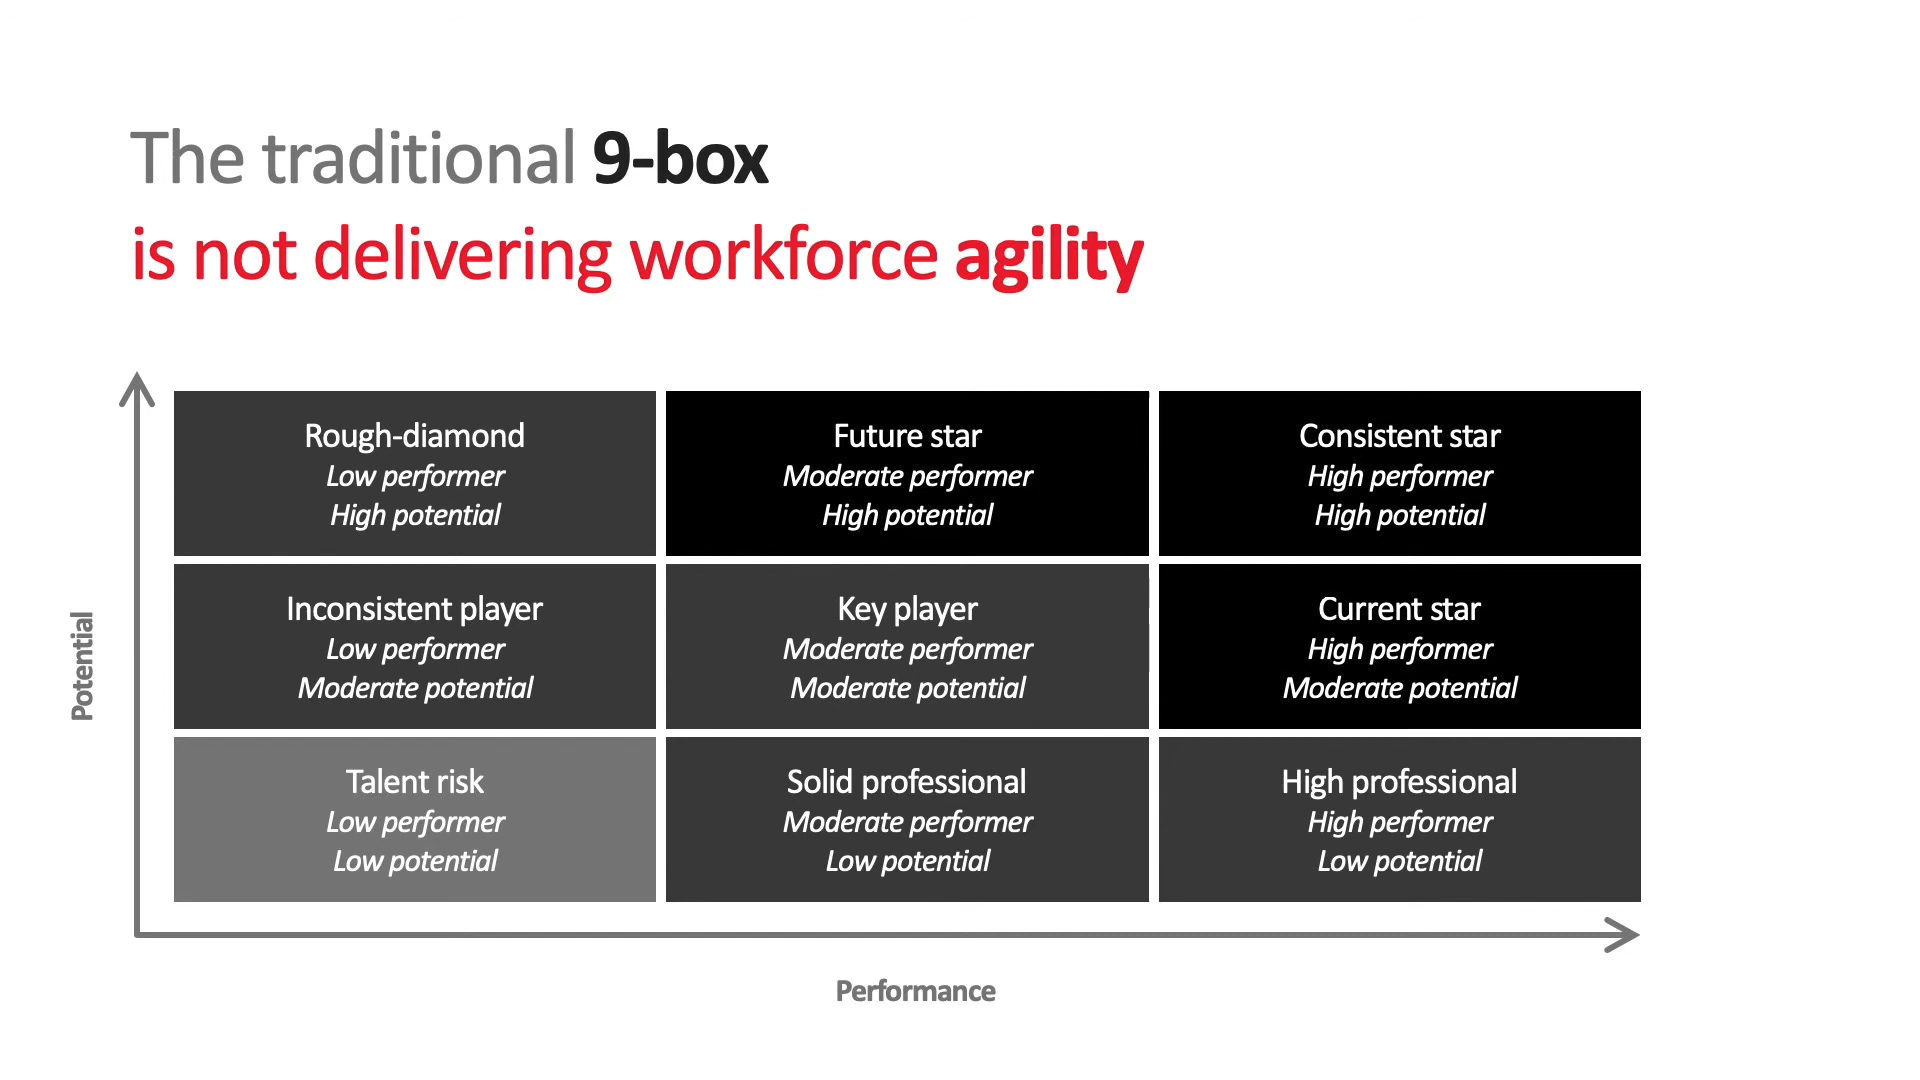 The traditional 9-box
is not delivering workforce agility
Potential
Rough-diamond
Low performer
High potential
Future star
Moderate performer
High potential
Consistent star
High performer
High potential
Inconsistent player
Low performer
Moderate potential
Key player
Moderate performer
Moderate potential
Current star
High performer
Moderate potential
Talent risk
Low performer
Low potential
Solid professional
Moderate performer
Low potential
High professional
High performer
Low potential
Performance